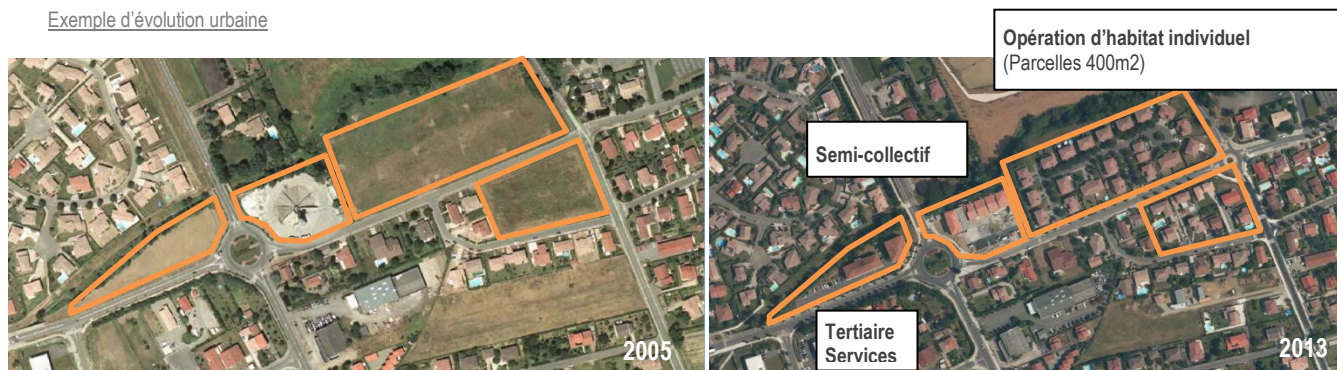 Exemple d'évolution urbaine
Opération d'habitat individuel
(Parcelles 400m2)
Semi-collectif
Tertiaire
Services
2005
2013